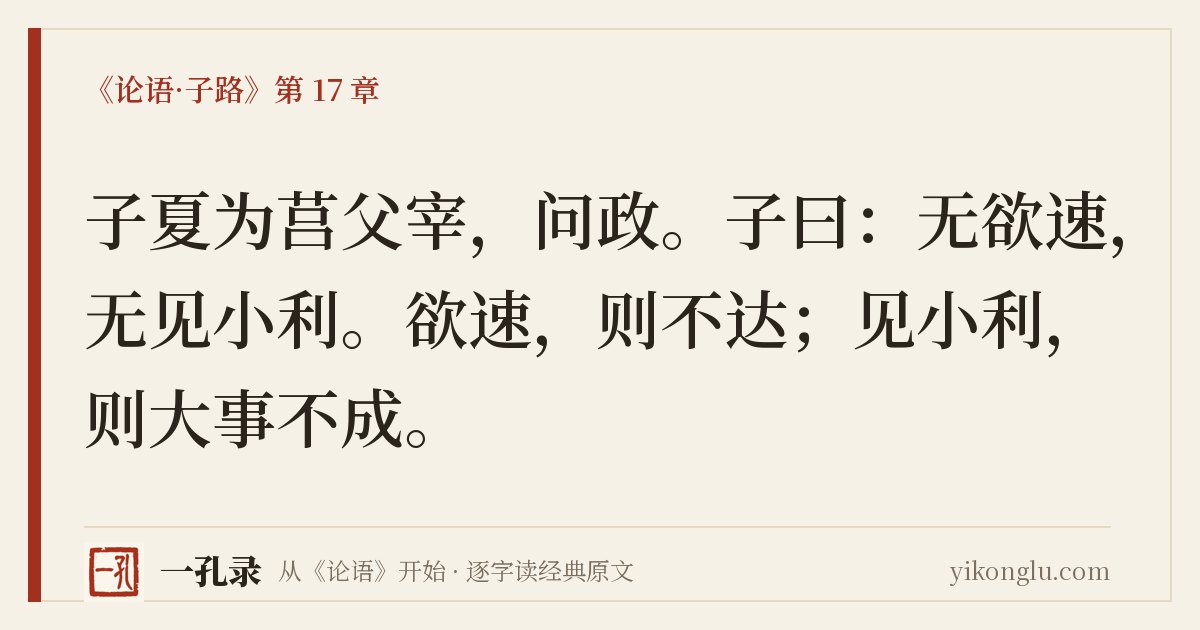 《论语·子路》第 17 章
子夏为莒父宰，问政。子曰：无欲速，
无见小利。欲速，则不达；见小利，
则大事不成。
一孔
一孔录 从《论语》开始 · 逐字读经典原文 yikonglu.com